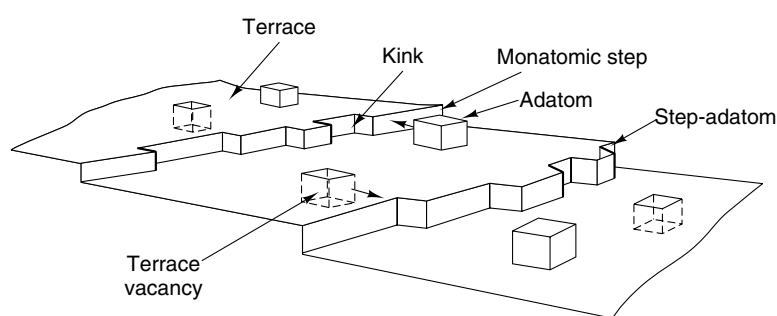 Terrace
Kink
Monatomic step
Adatom
Step-adatom
Terrace
vacancy